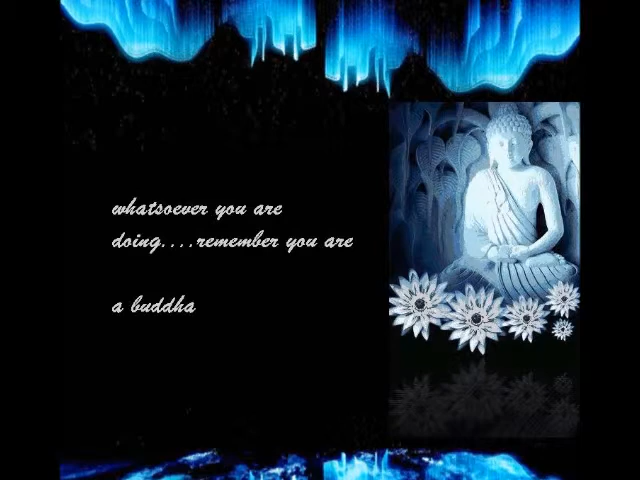 whatsoever you are
doing....remember you are
a buddha